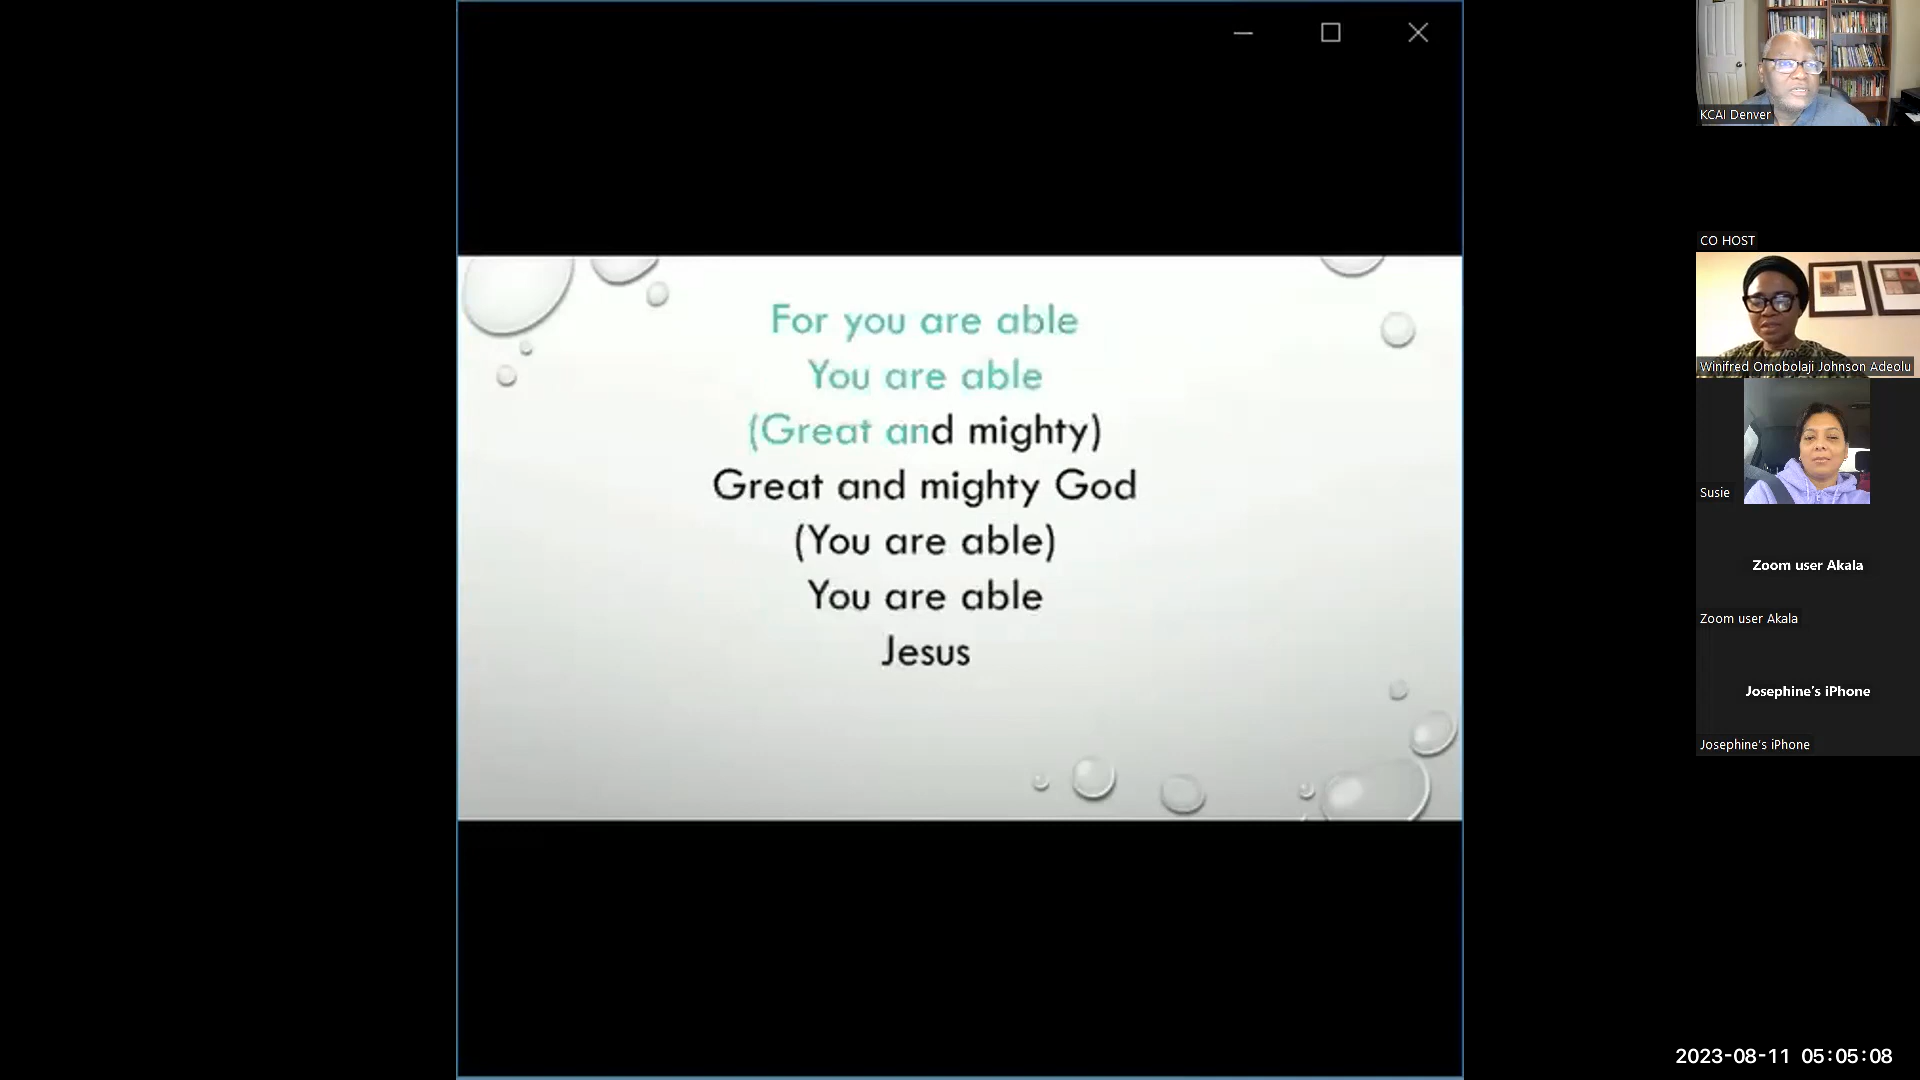 For you are able
You are able
(Great and mighty)
Great and mighty God
(You are able)
You are able
Jesus
KCAI Denver
CO HOST
Winifred Omobolaji Johnson Adeolu
Susie
Zoom user Akala
Zoom user Akala
Josephine's iPhone
Josephine's iPhone
2023-08-11 05:05:08